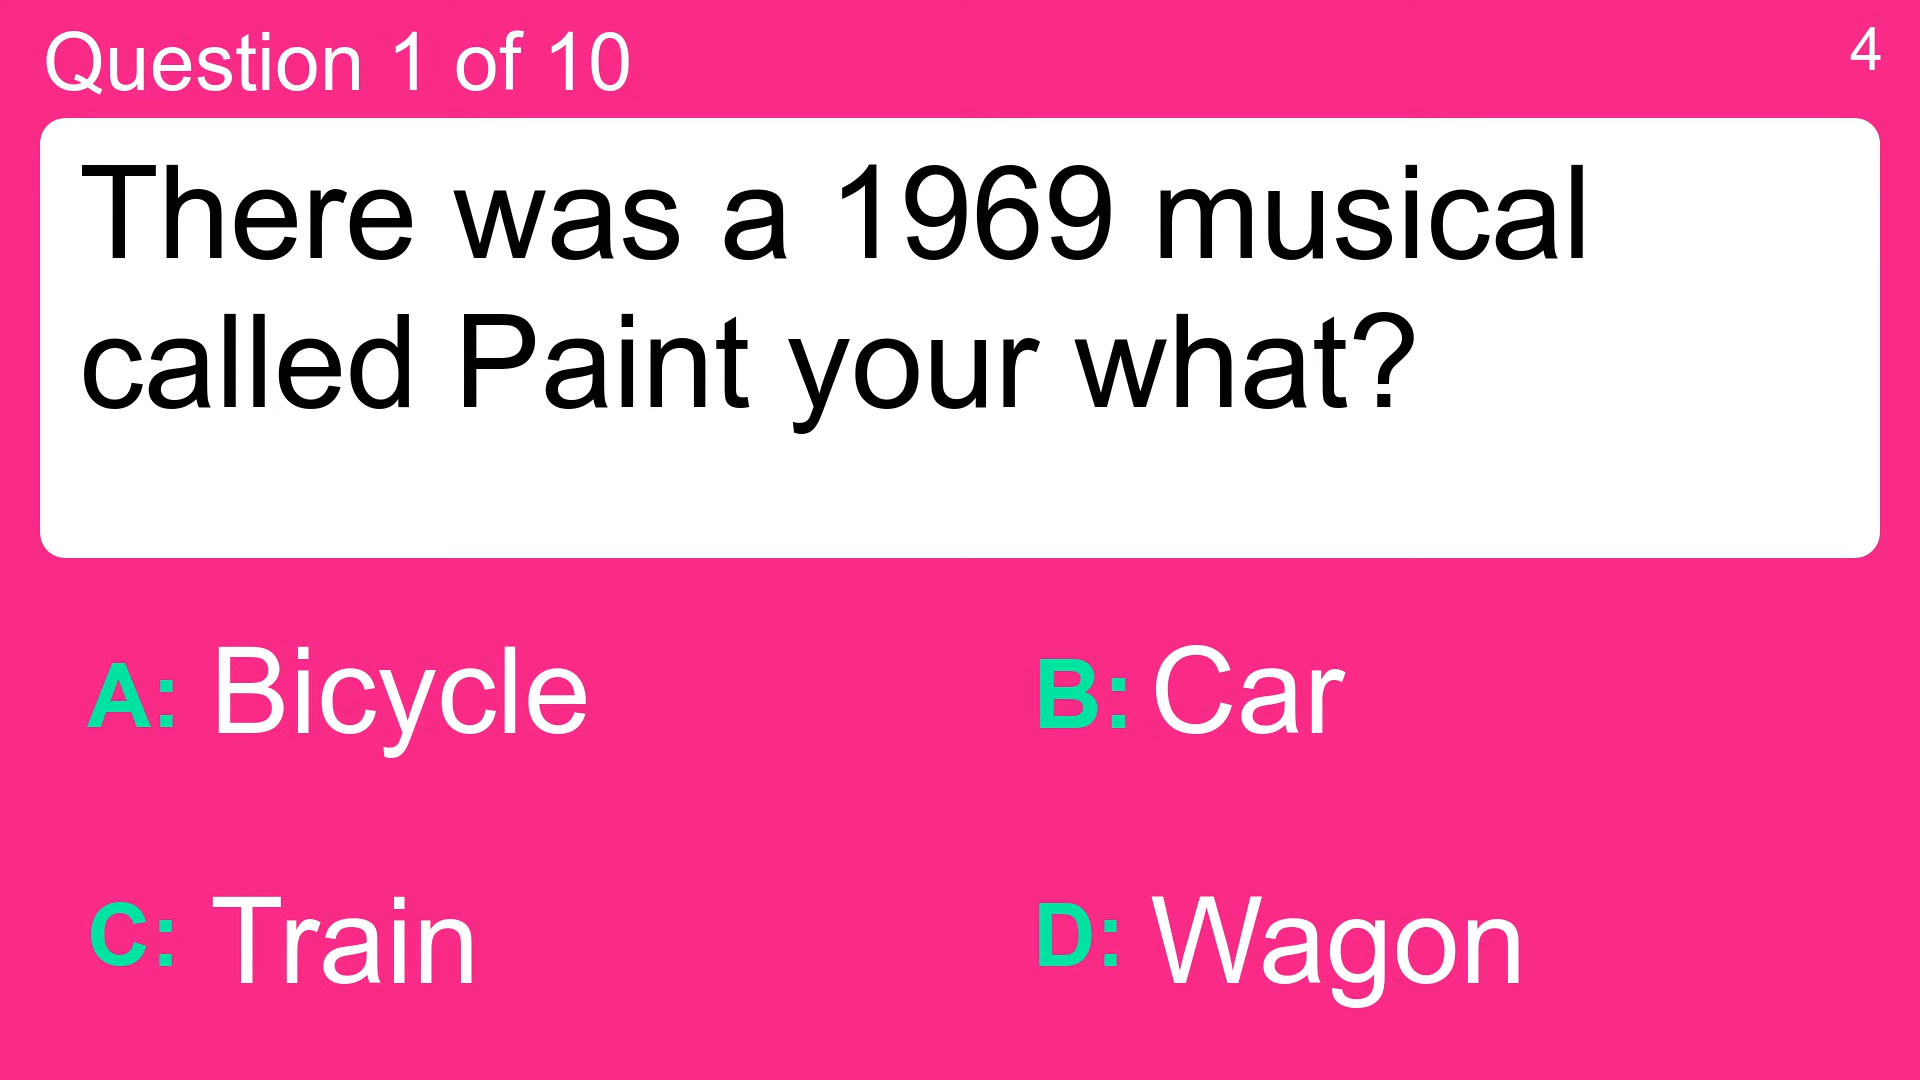 Question 1 of 10
4
There was a 1969 musical
called Paint your what?
A: Bicycle
B: Car
C: Train
D: Wagon